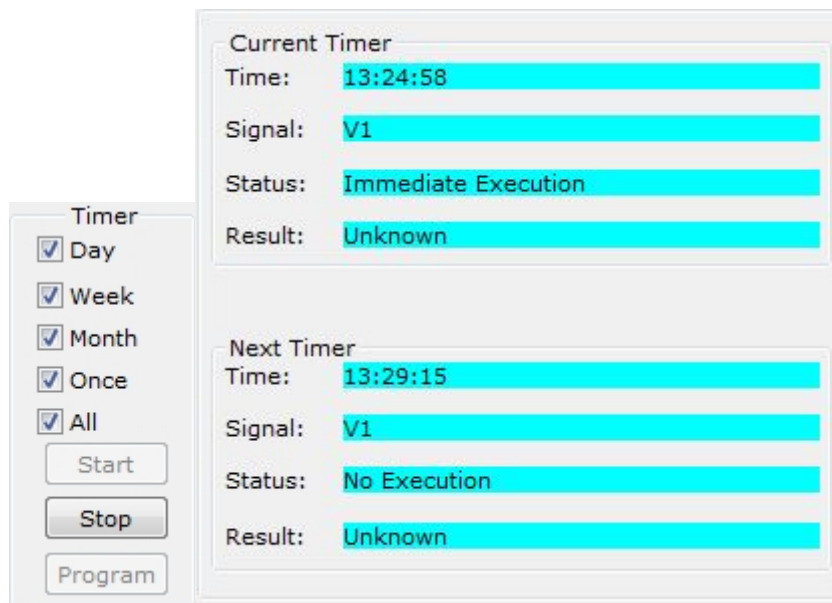 Timer
Day
Week
Month
Once
All
Start
Stop
Program
Current Timer
Time: 13:24:58
Signal: V1
Status: Immediate Execution
Result: Unknown
Next Timer
Time: 13:29:15
Signal: V1
Status: No Execution
Result: Unknown